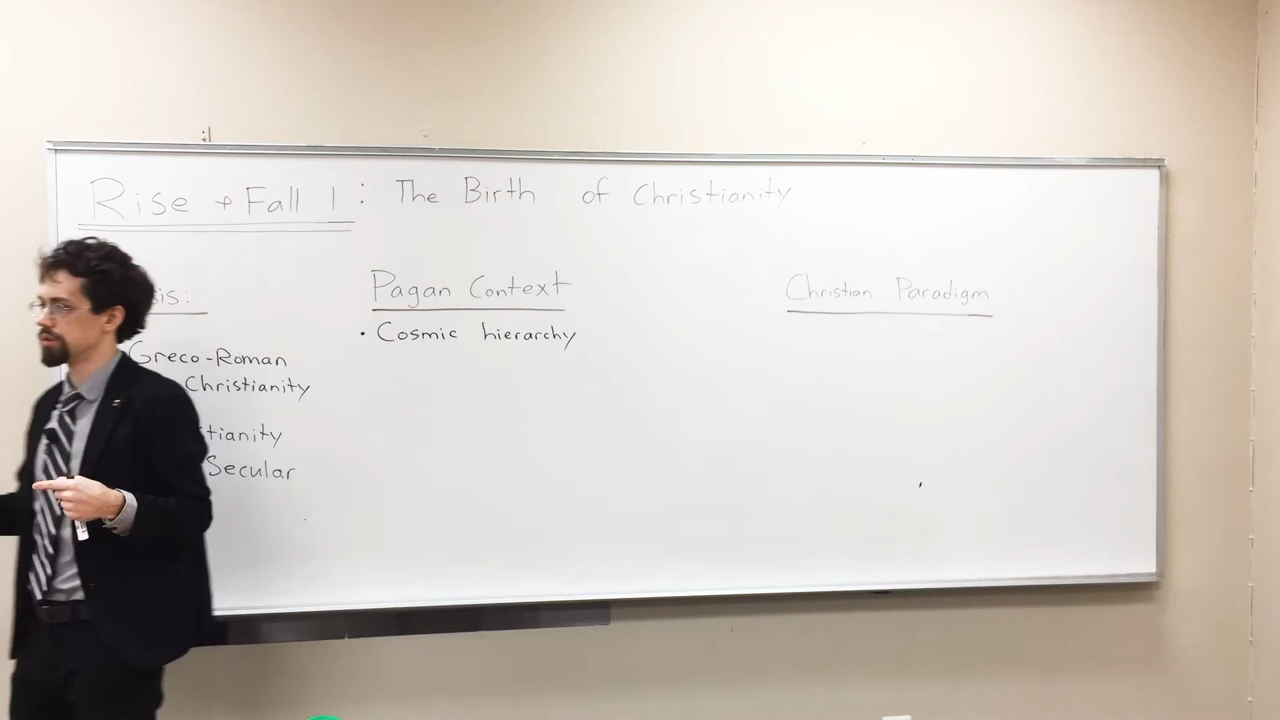 Rise + Fall 1: The Birth of Christianity
Pagan Context
• Cosmic hierarchy
Christian Paradigm
Greco-Roman
Christianity
Secular